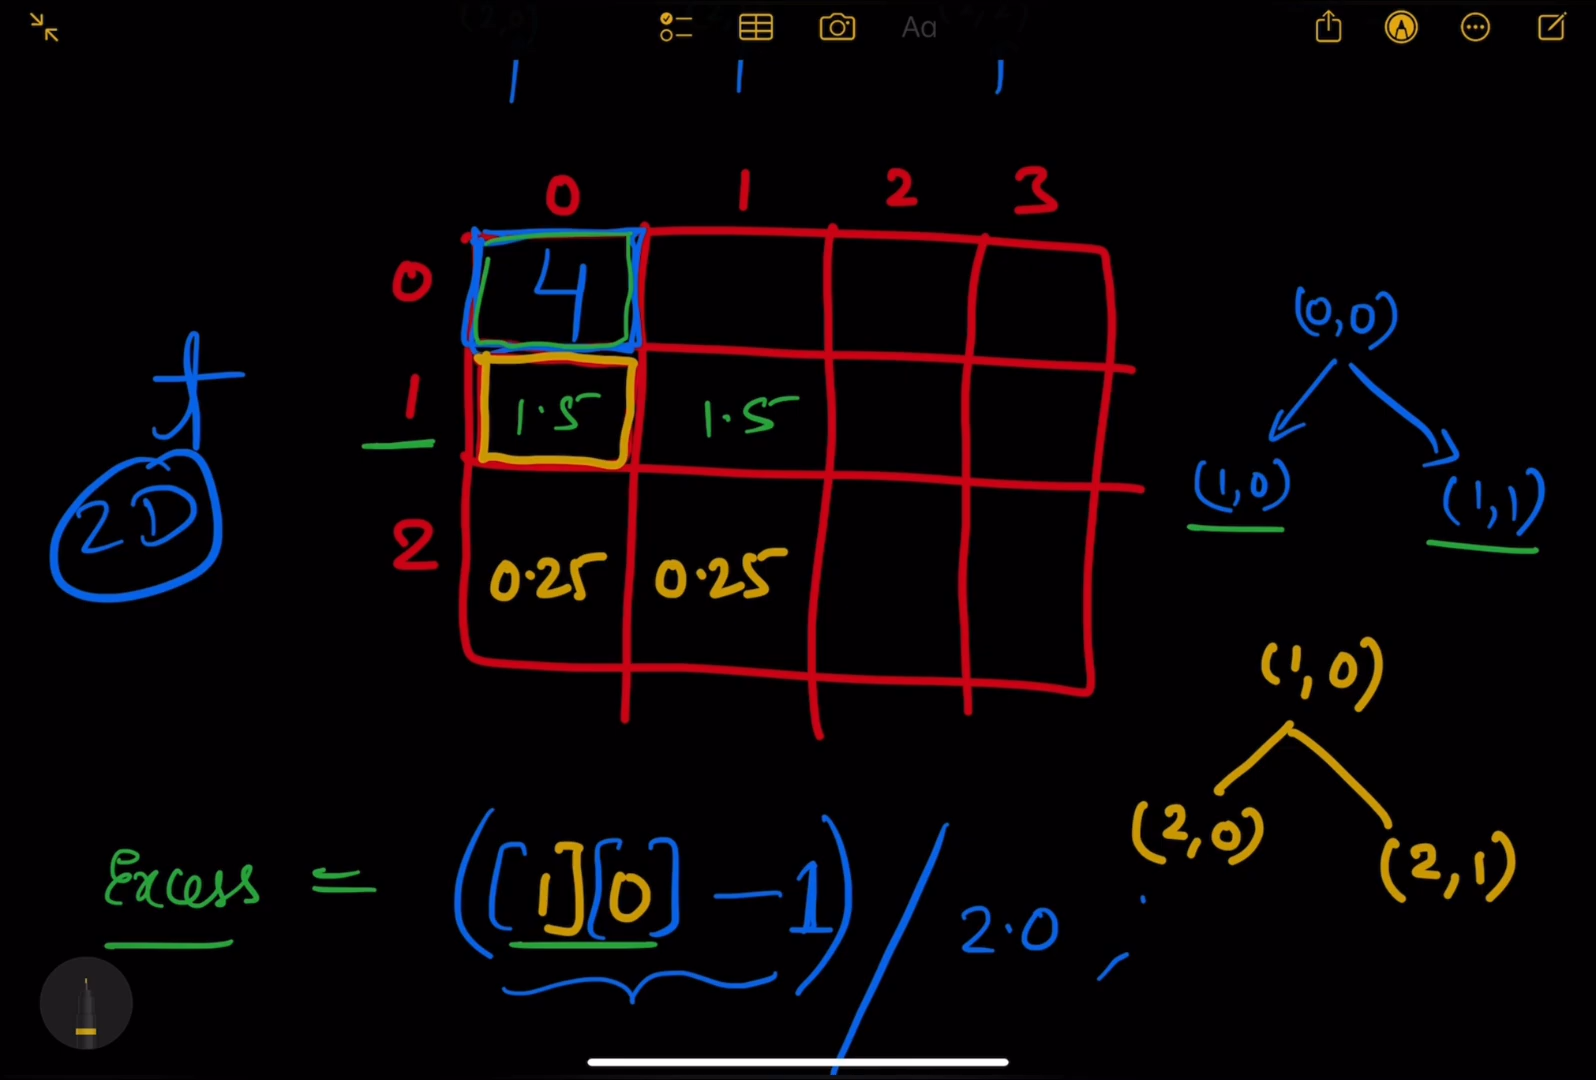 Aa
0 1 2 3
0 4
1 1.5 1.5
2 0.25 0.25
t
2D
(0,0)
(1,0) (1,1)
(1,0)
(2,0) (2,1)
Excess = ([1][0] - 1) / 2.0